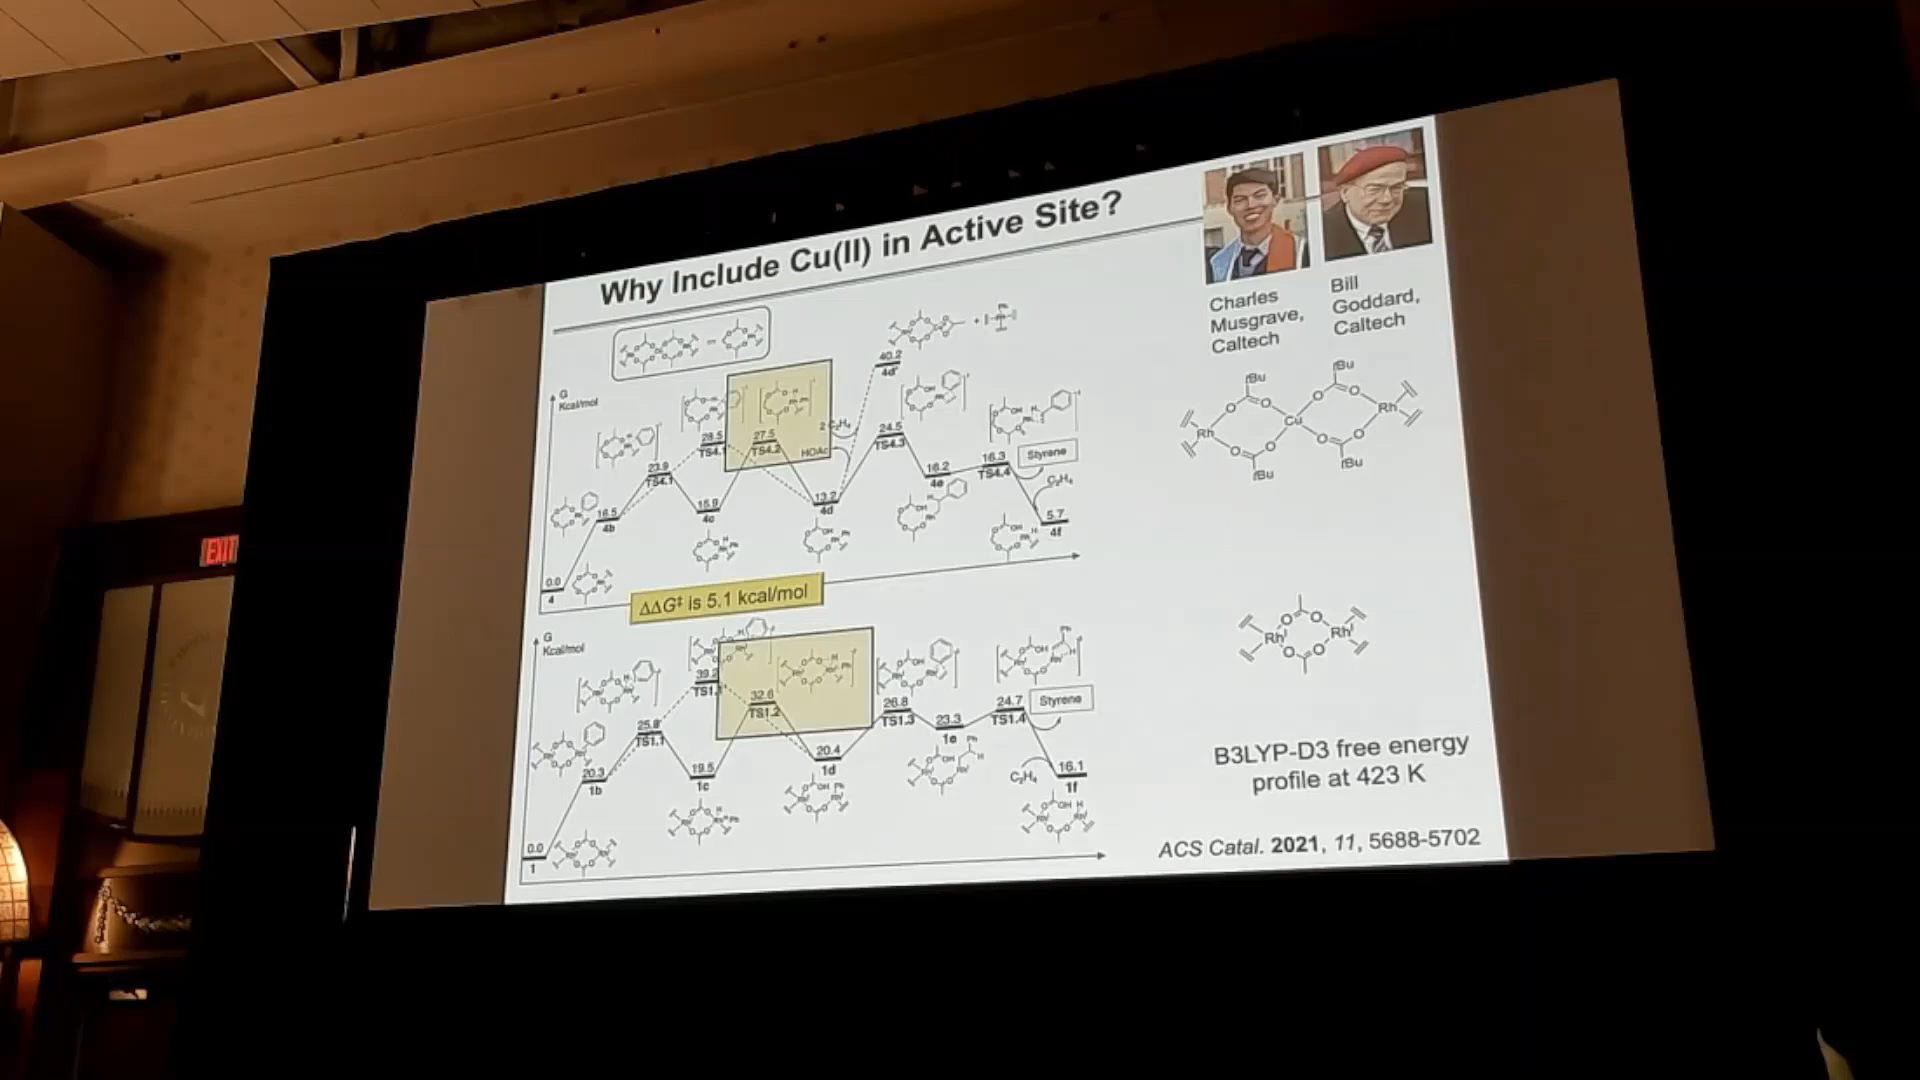 EXIT
Why Include Cu(II) in Active Site?
Charles
Musgrave,
Caltech
Bill
Goddard,
Caltech
G
Kcal/mol
0.0
4
16.5
4b
23.9
TS4.1
28.5
TS4.1'
15.9
4c
27.5
TS4.2
HOAc
2 C₂H₄
13.2
4d
40.2
4d'
24.5
TS4.3
16.2
4e
16.3
TS4.4
Styrene
C₂H₄
5.7
4f
ΔΔG‡ is 5.1 kcal/mol
G
Kcal/mol
0.0
1
20.3
1b
25.8
TS1.1
39.2
TS1.1'
19.5
1c
32.6
TS1.2
20.4
1d
26.8
TS1.3
23.3
1e
24.7
TS1.4
Styrene
C₂H₄
16.1
1f
tBu
tBu
Rh
O
O
Cu
O
O
Rh
O
O
O
O
tBu
tBu
Rhᴵ
O
O
Rhᴵ
O
O
B3LYP-D3 free energy
profile at 423 K
ACS Catal. 2021, 11, 5688-5702